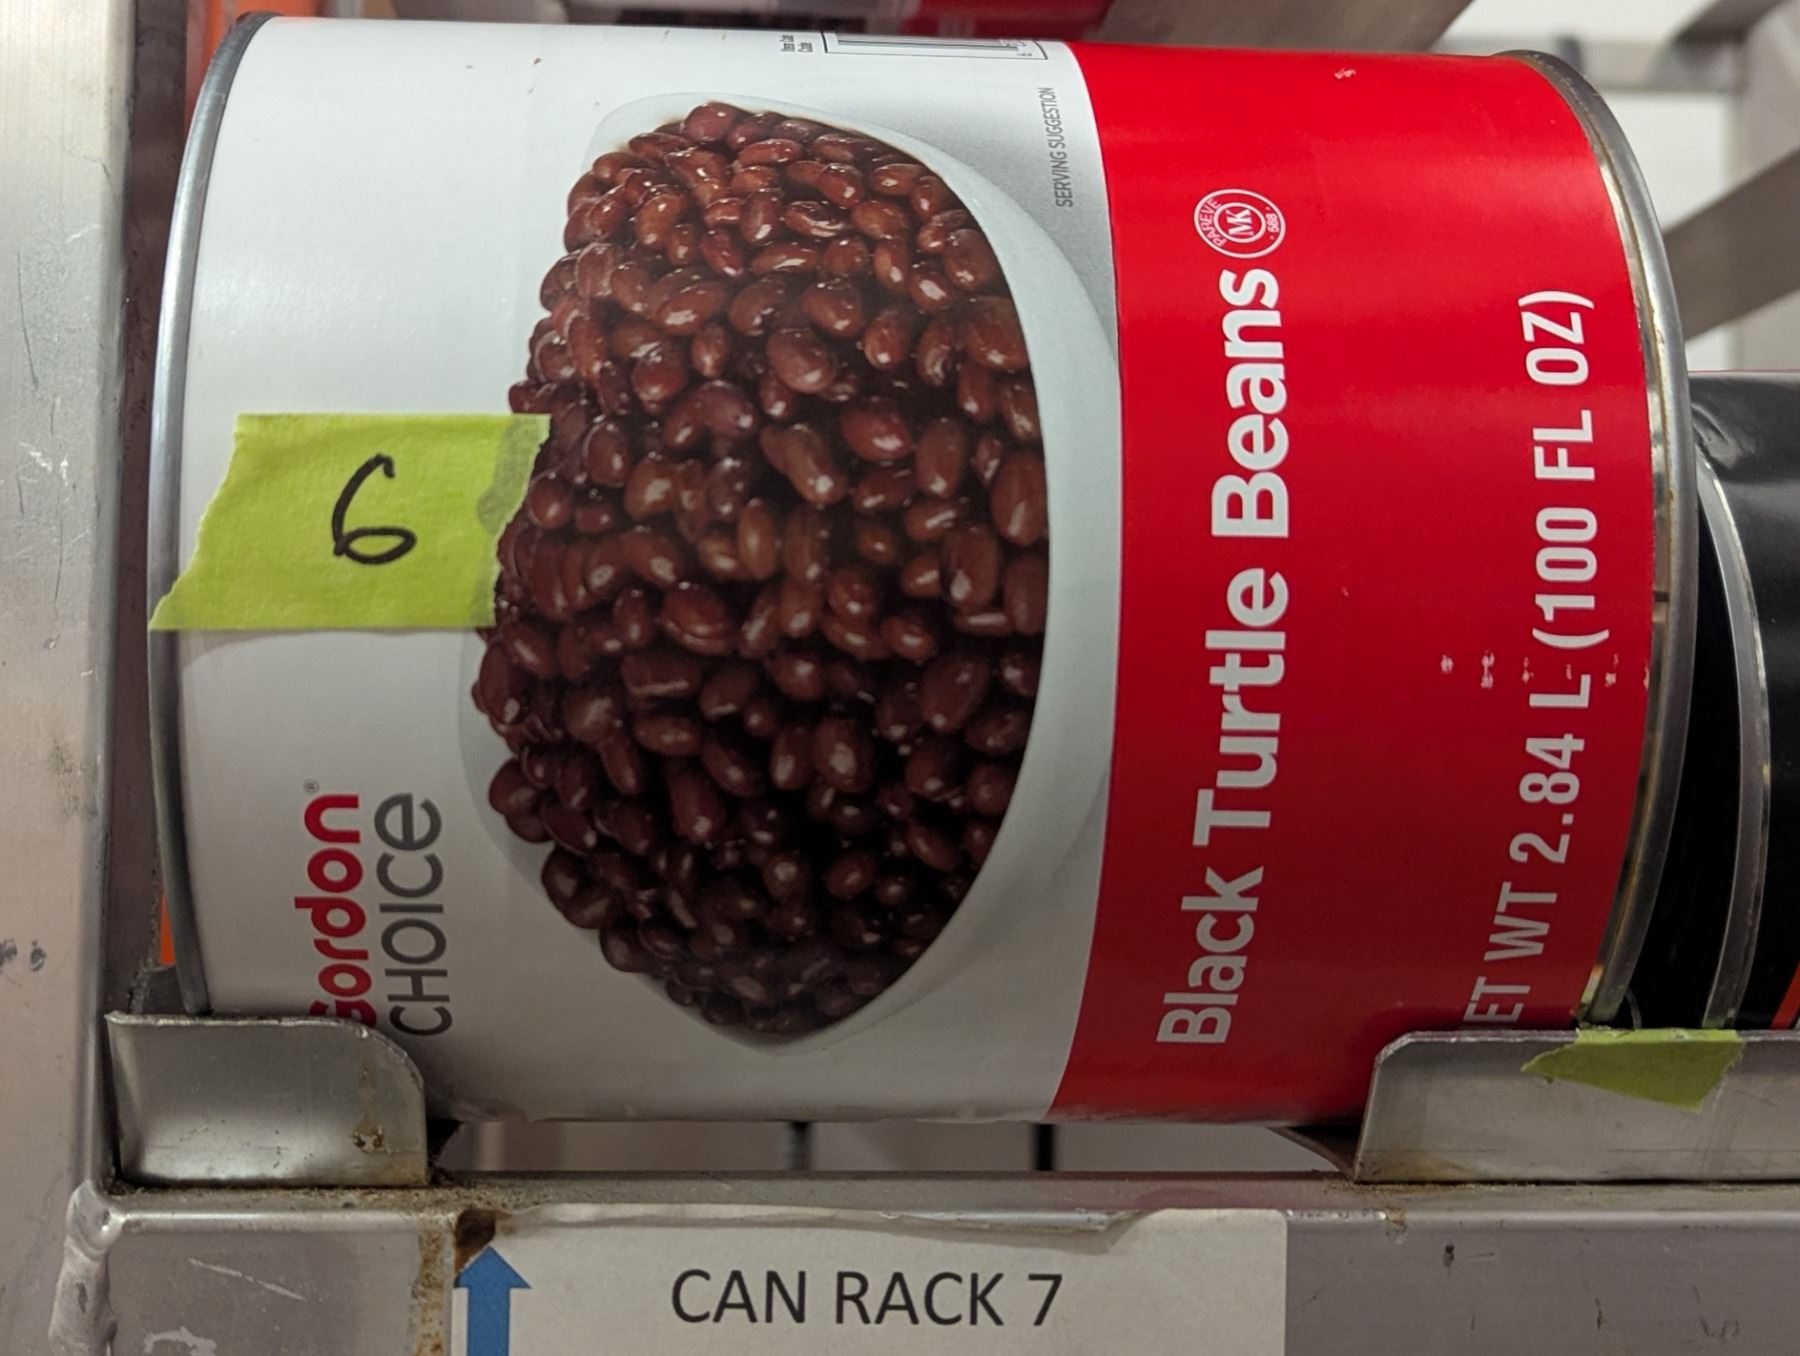 6
Gordon®
CHOICE
SERVING SUGGESTION
Black Turtle Beans
PAREVE
MK
· 588 ·
ET WT 2.84 L (100 FL OZ)
CAN RACK 7